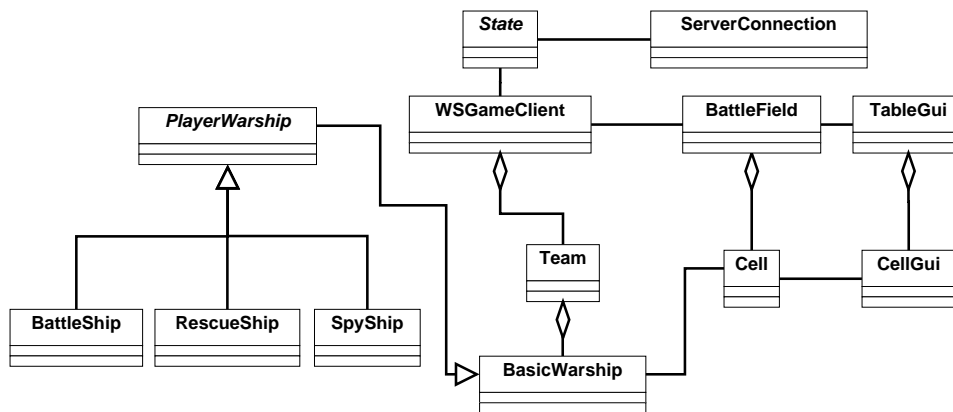 State
ServerConnection
PlayerWarship
WSGameClient
BattleField
TableGui
Team
Cell
CellGui
BattleShip
RescueShip
SpyShip
BasicWarship